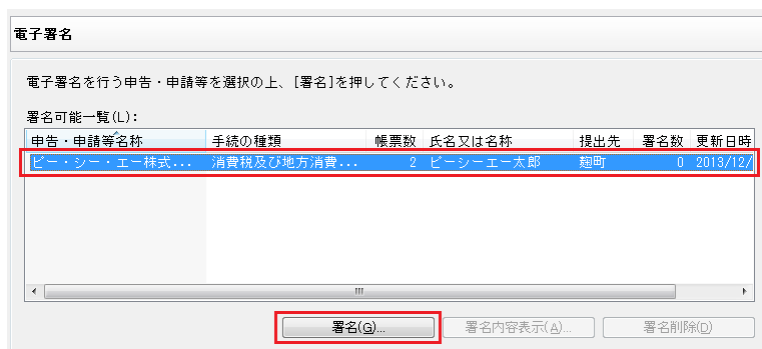 電子署名
電子署名を行う申告・申請等を選択の上、[署名]を押してください。
署名可能一覧(L):
申告・申請等名称 手続の種類 帳票数 氏名又は名称 提出先 署名数 更新日時
ピー・シー・エー株式... 消費税及び地方消費... 2 ピーシーエー太郎 麹町 0 2013/12/
署名(G)... 署名内容表示(A)... 署名削除(D)